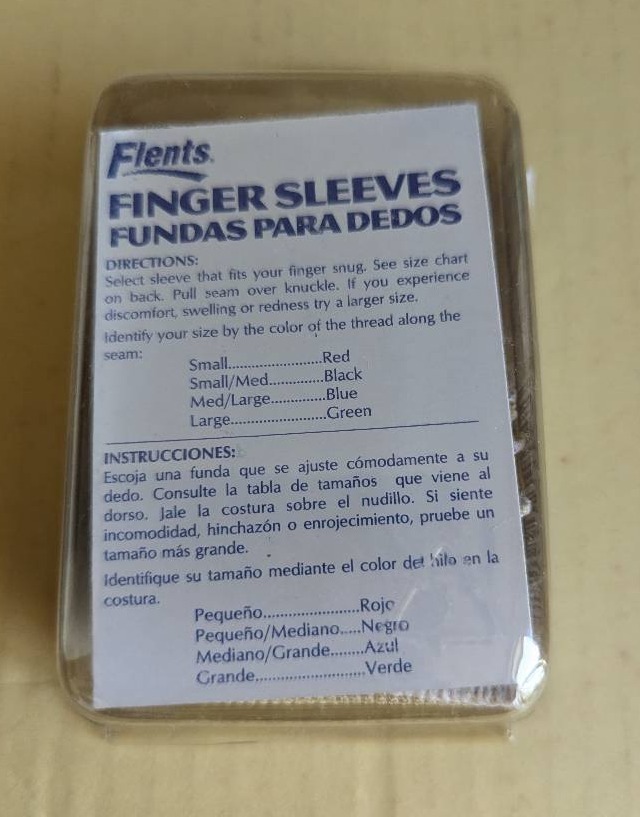 Flents.
FINGER SLEEVES
FUNDAS PARA DEDOS
DIRECTIONS:
Select sleeve that fits your finger snug. See size chart
on back. Pull seam over knuckle. If you experience
discomfort, swelling or redness try a larger size.
Identify your size by the color of the thread along the
seam:
Small......................Red
Small/Med.............Black
Med/Large.............Blue
Large.......................Green
INSTRUCCIONES:
Escoja una funda que se ajuste cómodamente a su
dedo. Consulte la tabla de tamaños que viene al
dorso. Jale la costura sobre el nudillo. Si siente
incomodidad, hinchazón o enrojecimiento, pruebe un
tamaño más grande.
Identifique su tamaño mediante el color del hilo en la
costura.
Pequeño.......................Rojo
Pequeño/Mediano.....Negro
Mediano/Grande........Azul
Grande..........................Verde